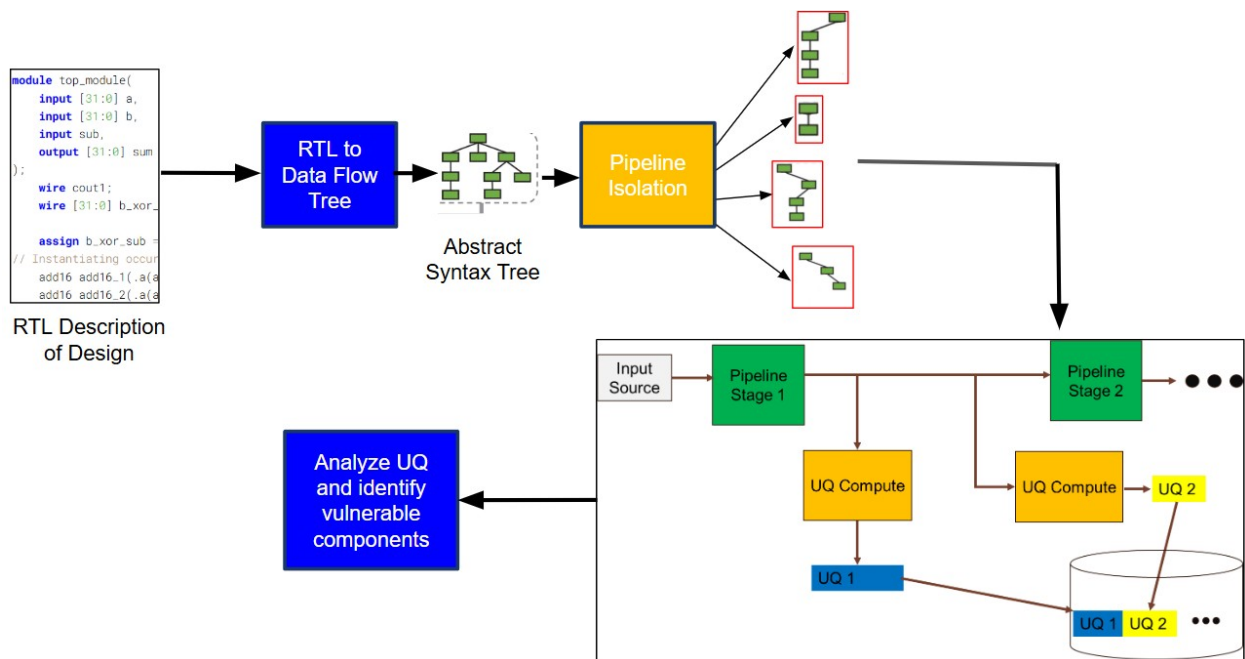 module top_module(
input [31:0] a,
input [31:0] b,
input sub,
output [31:0] sum
);
wire cout1;
wire [31:0] b_xor_
assign b_xor_sub =
// Instantiating occur
add16 add16_1(.a(a
add16 add16_2(.a(a
RTL Description
of Design
RTL to
Data Flow
Tree
Abstract
Syntax Tree
Pipeline
Isolation
Input
Source
Pipeline
Stage 1
Pipeline
Stage 2
UQ Compute
UQ Compute
UQ 2
UQ 1
UQ 1
UQ 2
Analyze UQ
and identify
vulnerable
components